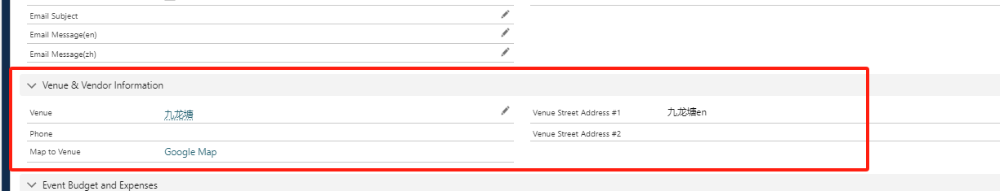 Email Subject
Email Message(en)
Email Message(zh)
Venue & Vendor Information
Venue 九龙塘 Venue Street Address #1 九龙塘en
Phone Venue Street Address #2
Map to Venue Google Map
Event Budget and Expenses